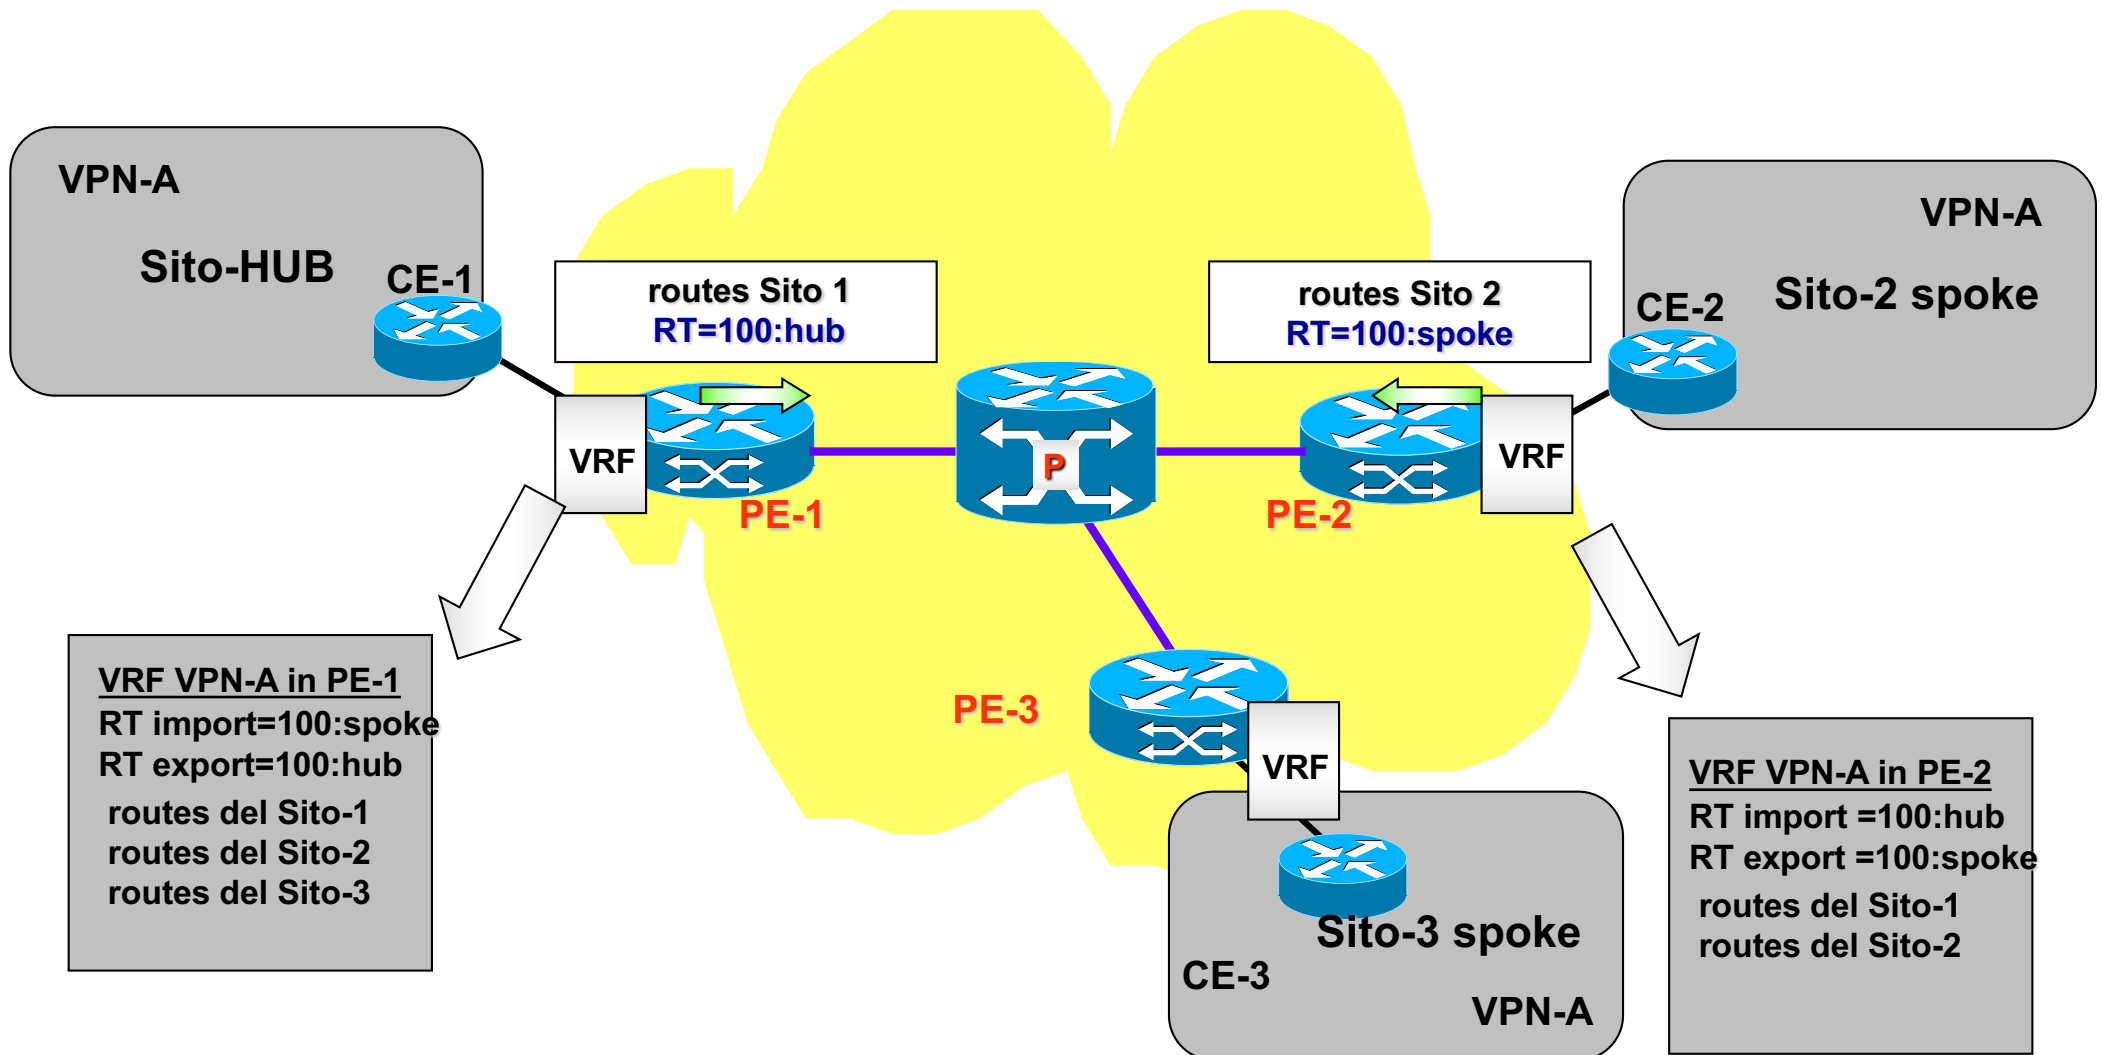 VPN-A
Sito-HUB
CE-1
routes Sito 1
RT=100:hub
routes Sito 2
RT=100:spoke
VPN-A
Sito-2 spoke
CE-2
VRF
PE-1
P
PE-2
VRF
VRF VPN-A in PE-1
RT import=100:spoke
RT export=100:hub
routes del Sito-1
routes del Sito-2
routes del Sito-3
PE-3
VRF
Sito-3 spoke
CE-3
VPN-A
VRF VPN-A in PE-2
RT import =100:hub
RT export =100:spoke
routes del Sito-1
routes del Sito-2